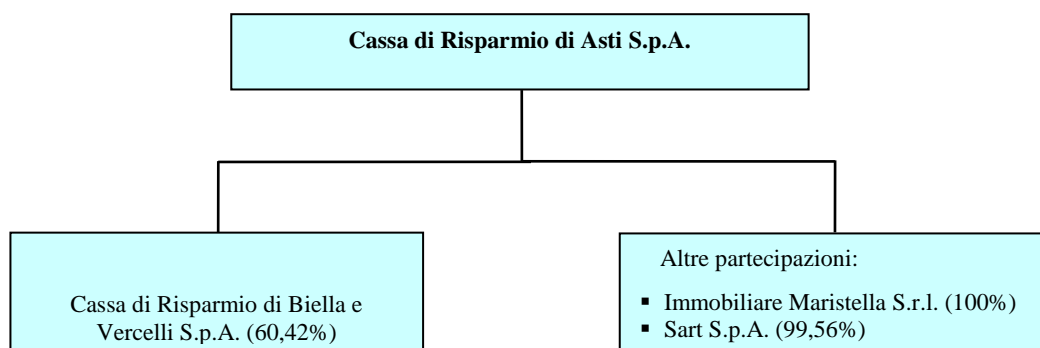 Cassa di Risparmio di Asti S.p.A.
Cassa di Risparmio di Biella e
Vercelli S.p.A. (60,42%)
Altre partecipazioni:
▪ Immobiliare Maristella S.r.l. (100%)
▪ Sart S.p.A. (99,56%)